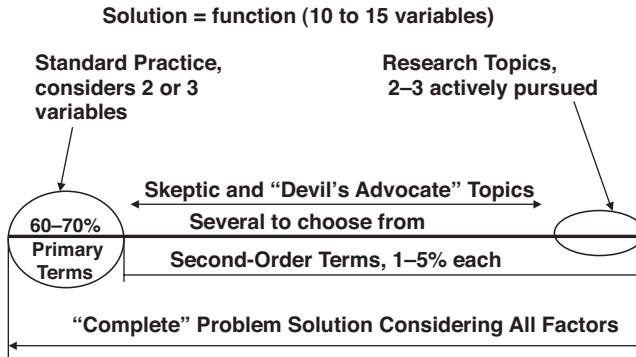 Solution = function (10 to 15 variables)
Standard Practice,
considers 2 or 3
variables
Research Topics,
2–3 actively pursued
Skeptic and “Devil’s Advocate” Topics
60–70%
Several to choose from
Primary
Terms
Second-Order Terms, 1–5% each
“Complete” Problem Solution Considering All Factors